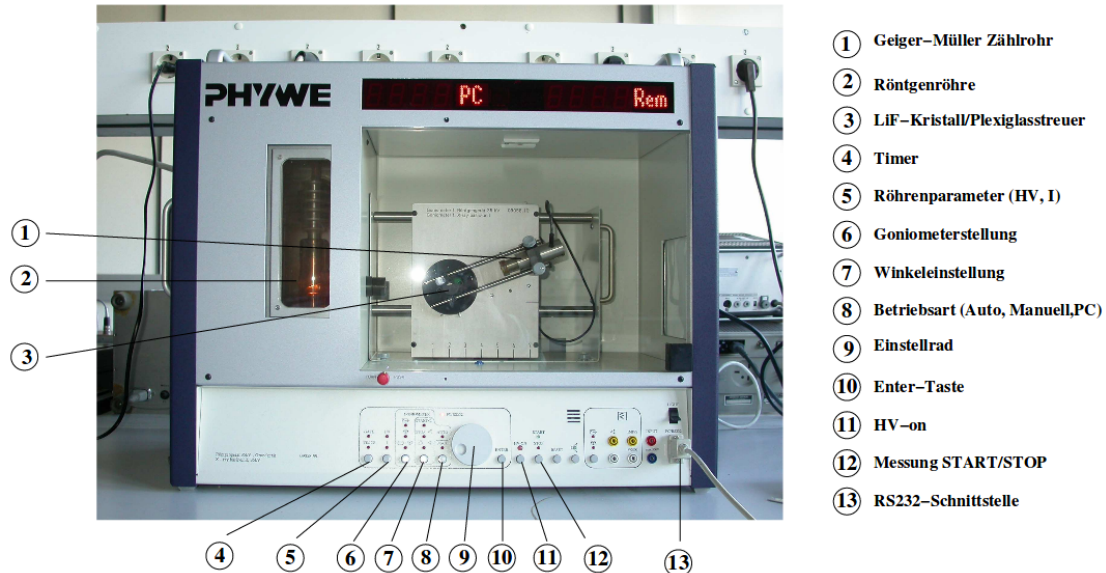 PHYWE
PC
Rem
1 Geiger−Müller Zählrohr
2 Röntgenröhre
3 LiF−Kristall/Plexiglasstreuer
4 Timer
5 Röhrenparameter (HV, I)
6 Goniometerstellung
7 Winkeleinstellung
8 Betriebsart (Auto, Manuell,PC)
9 Einstellrad
10 Enter−Taste
11 HV−on
12 Messung START/STOP
13 RS232−Schnittstelle
1
2
3
4
5
6
7
8
9
10
11
12
13